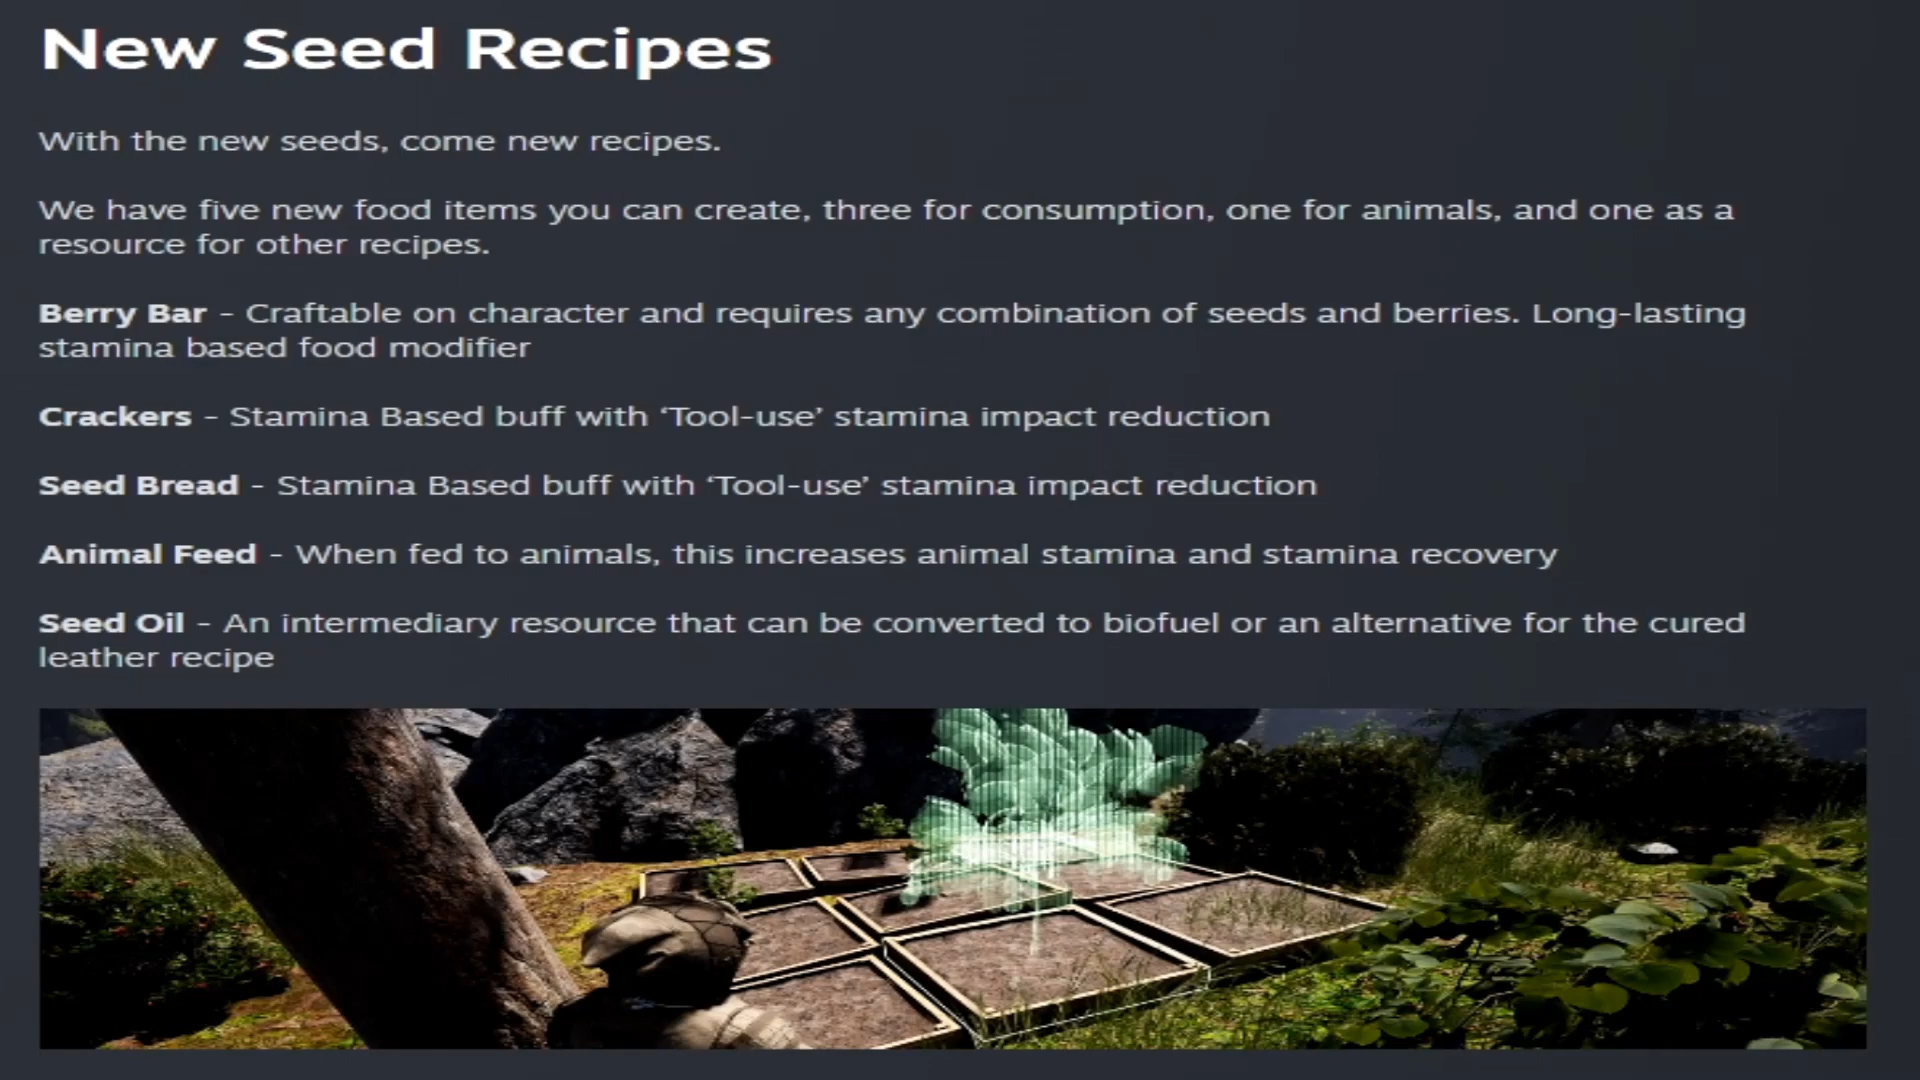 New Seed Recipes
With the new seeds, come new recipes.
We have five new food items you can create, three for consumption, one for animals, and one as a
resource for other recipes.
Berry Bar - Craftable on character and requires any combination of seeds and berries. Long-lasting
stamina based food modifier
Crackers - Stamina Based buff with ‘Tool-use’ stamina impact reduction
Seed Bread - Stamina Based buff with ‘Tool-use’ stamina impact reduction
Animal Feed - When fed to animals, this increases animal stamina and stamina recovery
Seed Oil - An intermediary resource that can be converted to biofuel or an alternative for the cured
leather recipe